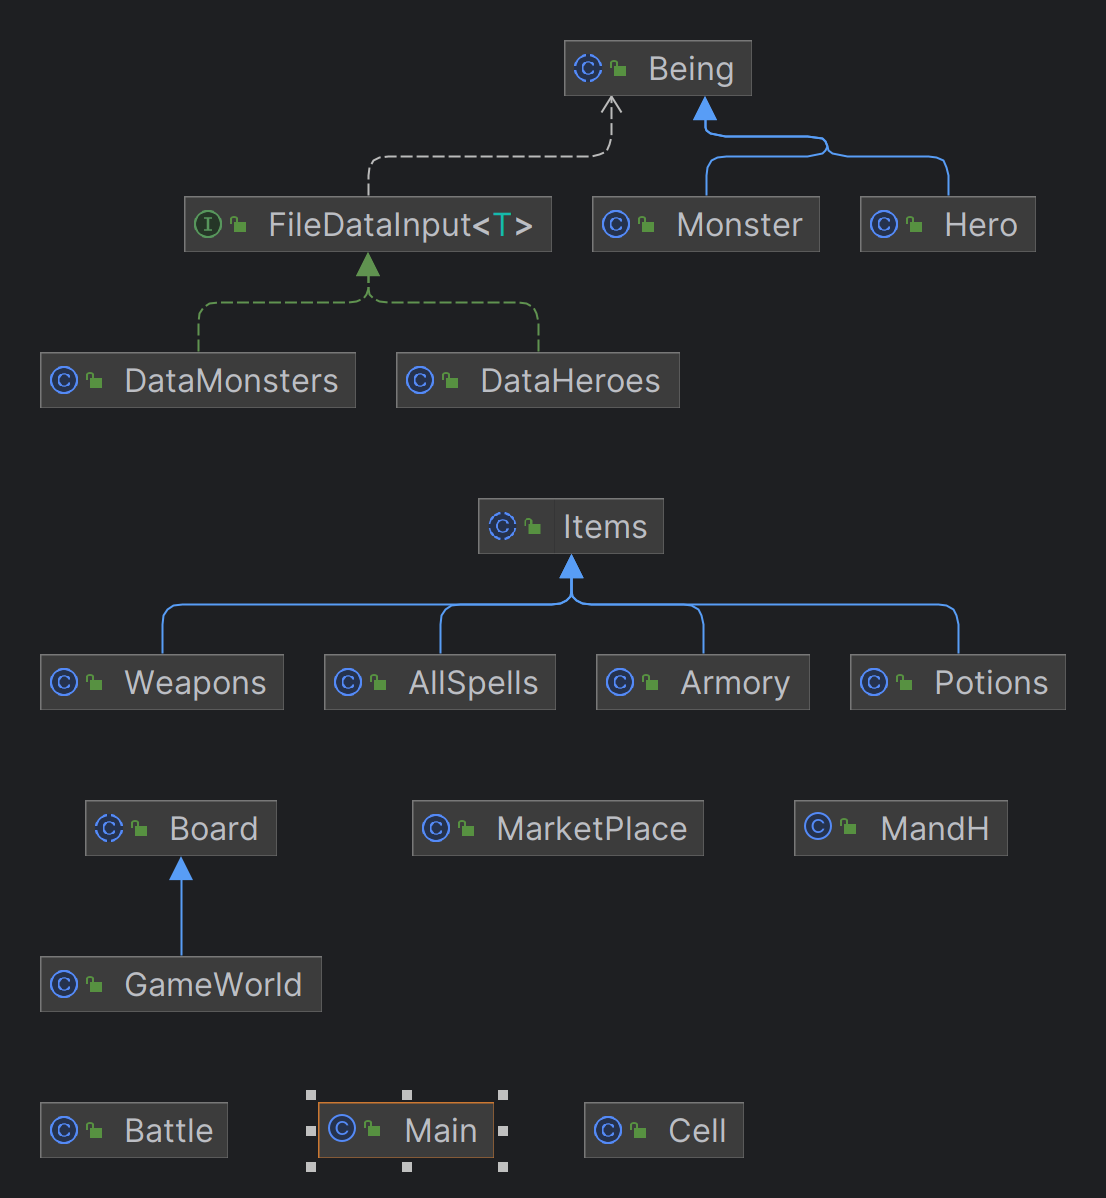 Being
FileDataInput<T>
Monster
Hero
DataMonsters
DataHeroes
Items
Weapons
AllSpells
Armory
Potions
Board
MarketPlace
MandH
GameWorld
Battle
Main
Cell